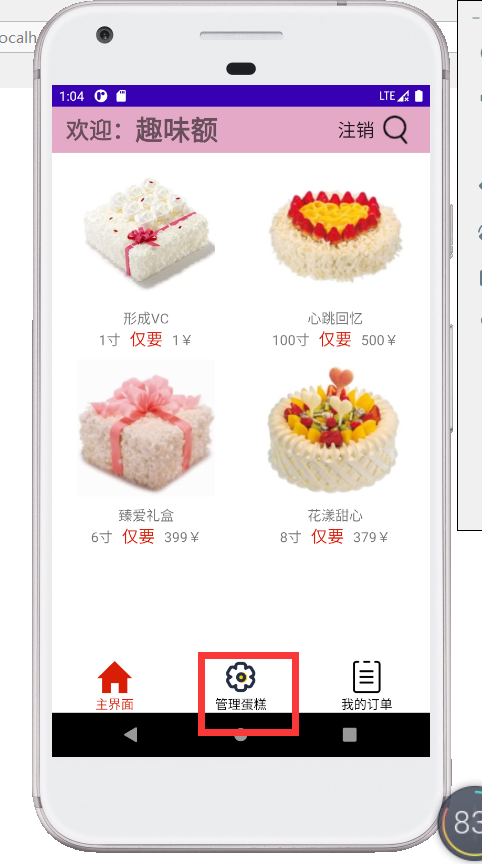 ocalh
1:04 LTE
欢迎：趣味额 注销
形成VC 心跳回忆
1寸 仅要 1￥ 100寸 仅要 500￥
臻爱礼盒 花漾甜心
6寸 仅要 399￥ 8寸 仅要 379￥
主界面 管理蛋糕 我的订单
83